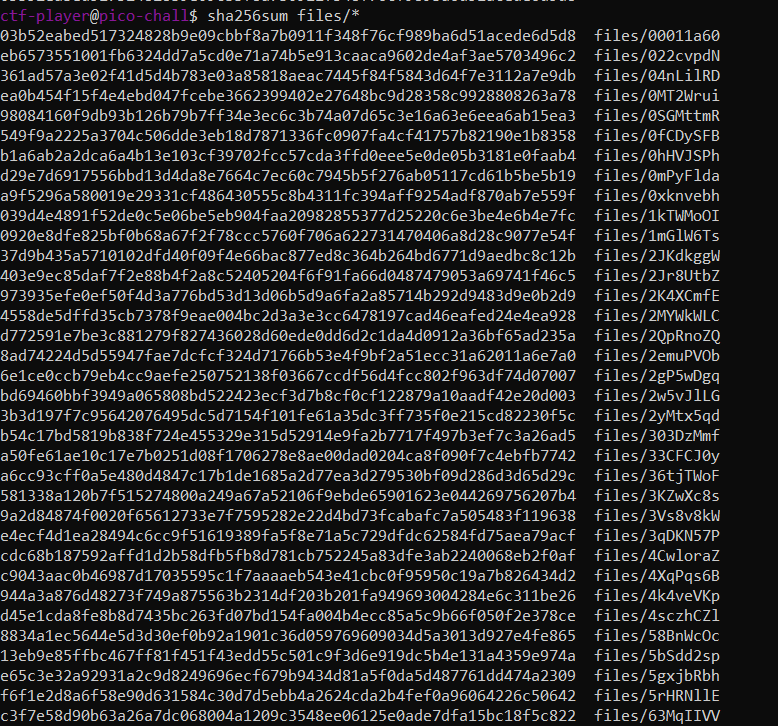 ctf-player@pico-chall$ sha256sum files/*
03b52eabed517324828b9e09cbbf8a7b0911f348f76cf989ba6d51acede6d5d8 files/00011a60
eb6573551001fb6324dd7a5cd0e71a74b5e913caaca9602de4af3ae5703496c2 files/022cvpdN
361ad57a3e02f41d5d4b783e03a85818aeac7445f84f5843d64f7e3112a7e9db files/04nLilRD
ea0b454f15f4e4ebd047fcebe3662399402e27648bc9d28358c9928808263a78 files/0MT2Wrui
98084160f9db93b126b79b7ff34e3ec6c3b74a07d65c3e16a63e6eea6ab15ea3 files/0SGMttmR
549f9a2225a3704c506dde3eb18d7871336fc0907fa4cf41757b82190e1b8358 files/0fCDySFB
b1a6ab2a2dca6a4b13e103cf39702fcc57cda3ffd0eee5e0de05b3181e0faab4 files/0hHVJSPh
d29e7d6917556bbd13d4da8e7664c7ec60c7945b5f276ab05117cd61b5be5b19 files/0mPyFlda
a9f5296a580019e29331cf486430555c8b4311fc394aff9254adf870ab7e559f files/0xknvebh
039d4e4891f52de0c5e06be5eb904faa20982855377d25220c6e3be4e6b4e7fc files/1kTWMoOI
0920e8dfe825bf0b68a67f2f78ccc5760f706a622731470406a8d28c9077e54f files/1mGlW6Ts
37d9b435a5710102dfd40f09f4e66bac877ed8c364b264bd6771d9aedbc8c12b files/2JKdkggW
403e9ec85daf7f2e88b4f2a8c52405204f6f91fa66d0487479053a69741f46c5 files/2Jr8UtbZ
973935efe0ef50f4d3a776bd53d13d06b5d9a6fa2a85714b292d9483d9e0b2d9 files/2K4XCmfE
4558de5dffd35cb7378f9eae004bc2d3a3e3cc6478197cad46eafed24e4ea928 files/2MYWkWLC
d772591e7be3c881279f827436028d60ede0dd6d2c1da4d0912a36bf65ad235a files/2QpRnoZQ
8ad74224d5d55947fae7dcfcf324d71766b53e4f9bf2a51ecc31a62011a6e7a0 files/2emuPVOb
6e1ce0ccb79eb4cc9aefe250752138f03667ccdf56d4fcc802f963df74d07007 files/2gP5wDgq
bd69460bbf3949a065808bd522423ecf3d7b8cf0cf122879a10aadf42e20d003 files/2w5vJlLG
3b3d197f7c95642076495dc5d7154f101fe61a35dc3ff735f0e215cd82230f5c files/2yMtx5qd
b54c17bd5819b838f724e455329e315d52914e9fa2b7717f497b3ef7c3a26ad5 files/303DzMmf
a50fe61ae10c17e7b0251d08f1706278e8ae00dad0204ca8f090f7c4ebfb7742 files/33CFCJ0y
a6cc93cff0a5e480d4847c17b1de1685a2d77ea3d279530bf09d286d3d65d29c files/36tjTWoF
581338a120b7f515274800a249a67a52106f9ebde65901623e044269756207b4 files/3KZwXc8s
9a2d84874f0020f65612733e7f7595282e22d4bd73fcabafc7a505483f119638 files/3Vs8v8kW
e4ecf4d1ea28494c6cc9f51619389fa5f8e71a5c729dfdc62584fd75aea79acf files/3qDKN57P
cdc68b187592affd1d2b58dfb5fb8d781cb752245a83dfe3ab2240068eb2f0af files/4CwloraZ
c9043aac0b46987d17035595c1f7aaaaeb543e41cbc0f95950c19a7b826434d2 files/4XqPqs6B
944a3a876d48273f749a875563b2314df203b201fa949693004284e6c311be26 files/4k4veVKp
d45e1cda8fe8b8d7435bc263fd07bd154fa004b4ecc85a5c9b66f050f2e378ce files/4sczhCZl
8834a1ec5644e5d3d30ef0b92a1901c36d059769609034d5a3013d927e4fe865 files/58BnWcOc
13eb9e85ffbc467ff81f451f43edd55c501c9f3d6e919dc5b4e131a4359e974a files/5bSdd2sp
e65c3e32a92931a2c9d8249696ecf679b9434d81a5f0da5d487761dd474a2309 files/5gxjbRbh
f6f1e2d8a6f58e90d631584c30d7d5ebb4a2624cda2b4fef0a96064226c50642 files/5rHRNllE
c3f7e58d90b63a26a7dc068004a1209c3548ee06125e0ade7dfa15bc18f5c822 files/63MqIIVV